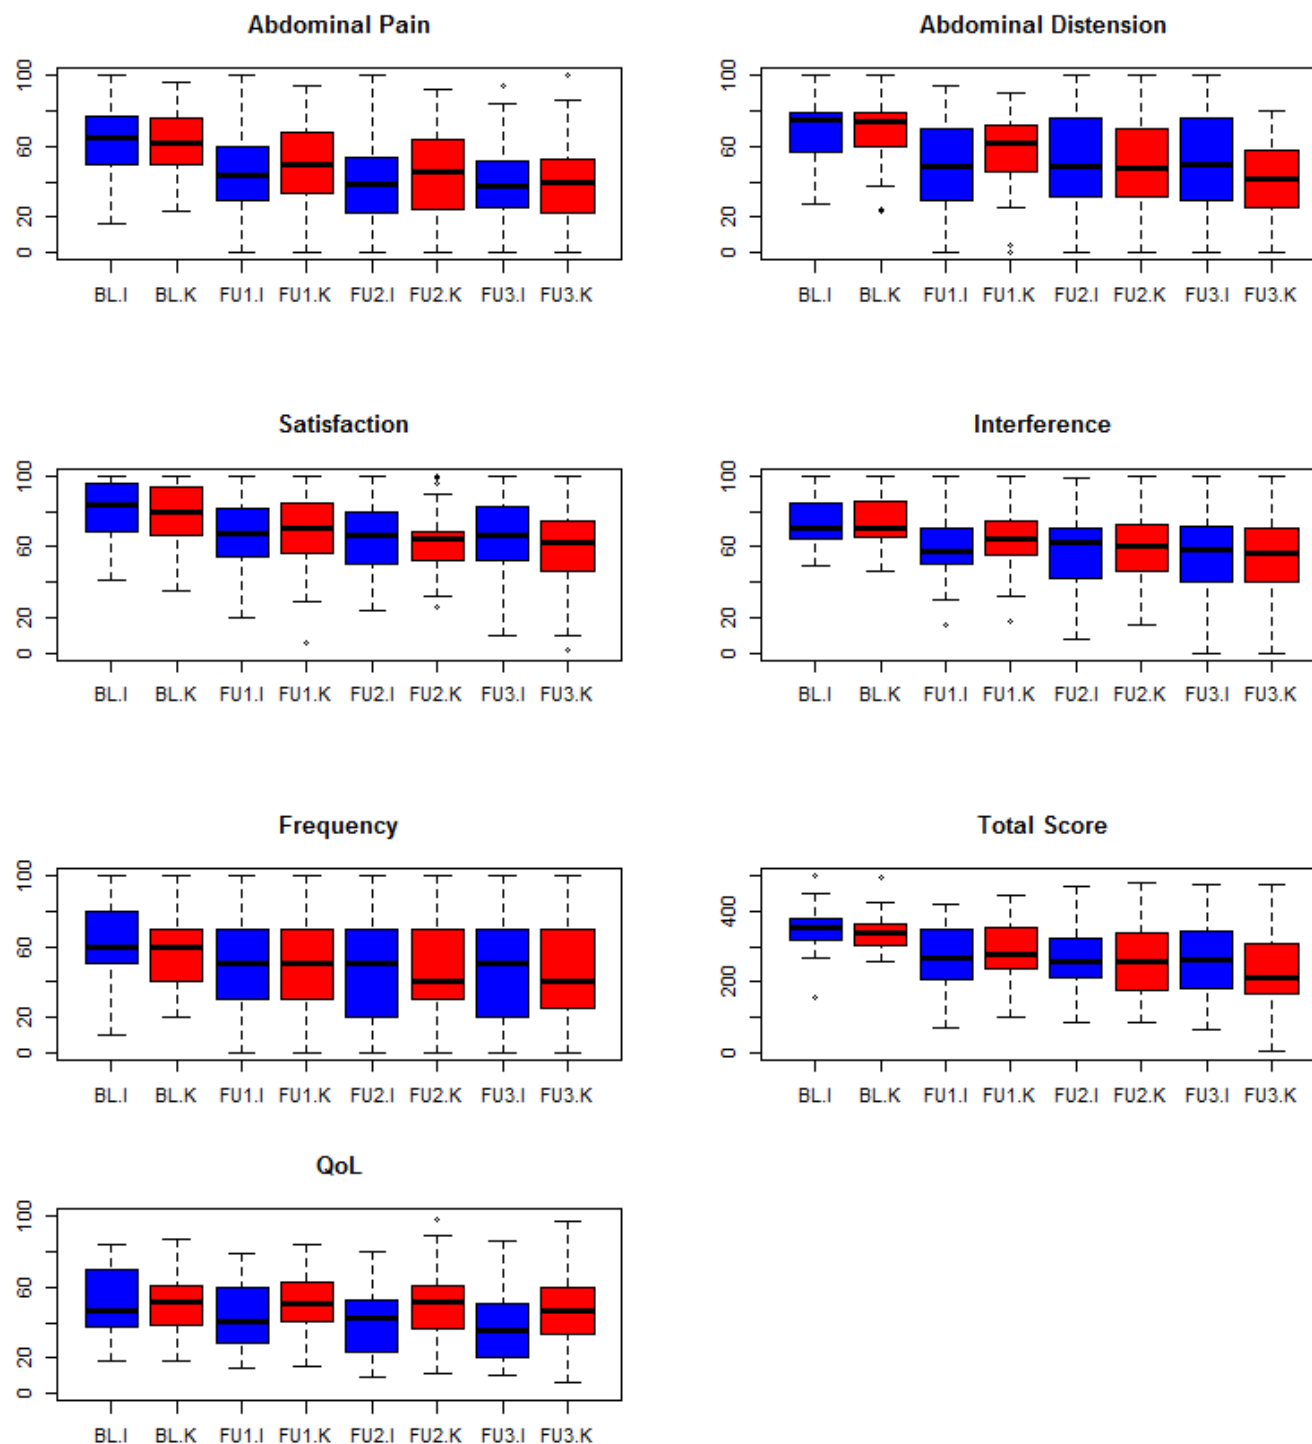 Abdominal Pain
0 20 60 100
BL.I BL.K FU1.I FU1.K FU2.I FU2.K FU3.I FU3.K
Abdominal Distension
0 20 60 100
BL.I BL.K FU1.I FU1.K FU2.I FU2.K FU3.I FU3.K
Satisfaction
0 20 60 100
BL.I BL.K FU1.I FU1.K FU2.I FU2.K FU3.I FU3.K
Interference
0 20 60 100
BL.I BL.K FU1.I FU1.K FU2.I FU2.K FU3.I FU3.K
Frequency
0 20 60 100
BL.I BL.K FU1.I FU1.K FU2.I FU2.K FU3.I FU3.K
Total Score
0 200 400
BL.I BL.K FU1.I FU1.K FU2.I FU2.K FU3.I FU3.K
QoL
0 20 60 100
BL.I BL.K FU1.I FU1.K FU2.I FU2.K FU3.I FU3.K